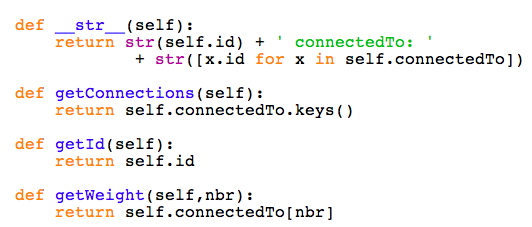 def __str__(self):
    return str(self.id) + ' connectedTo: '
            + str([x.id for x in self.connectedTo])

def getConnections(self):
    return self.connectedTo.keys()

def getId(self):
    return self.id

def getWeight(self,nbr):
    return self.connectedTo[nbr]